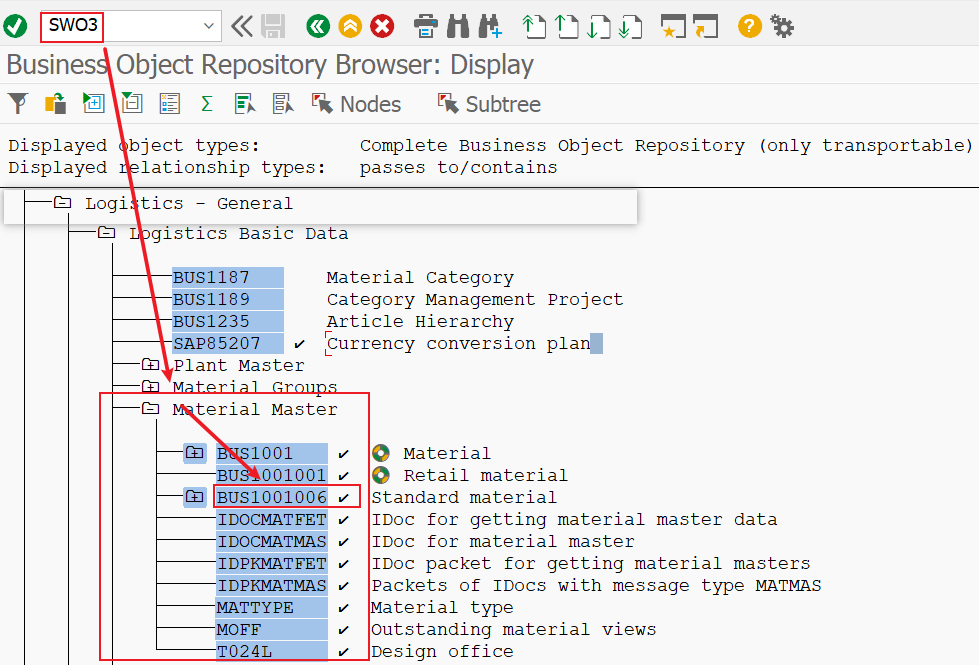 SWO3
Business Object Repository Browser: Display
Σ Nodes Subtree
Displayed object types: Complete Business Object Repository (only transportable)
Displayed relationship types: passes to/contains
Logistics - General
Logistics Basic Data
BUS1187 Material Category
BUS1189 Category Management Project
BUS1235 Article Hierarchy
SAP85207 ✔ Currency conversion plan
Plant Master
Material Groups
Material Master
BUS1001 ✔ Material
BUS1001001 ✔ Retail material
BUS1001006 ✔ Standard material
IDOCMATFET ✔ IDoc for getting material master data
IDOCMATMAS ✔ IDoc for material master
IDPKMATFET ✔ IDoc packet for getting material masters
IDPKMATMAS ✔ Packets of IDocs with message type MATMAS
MATTYPE ✔ Material type
MOFF ✔ Outstanding material views
T024L ✔ Design office